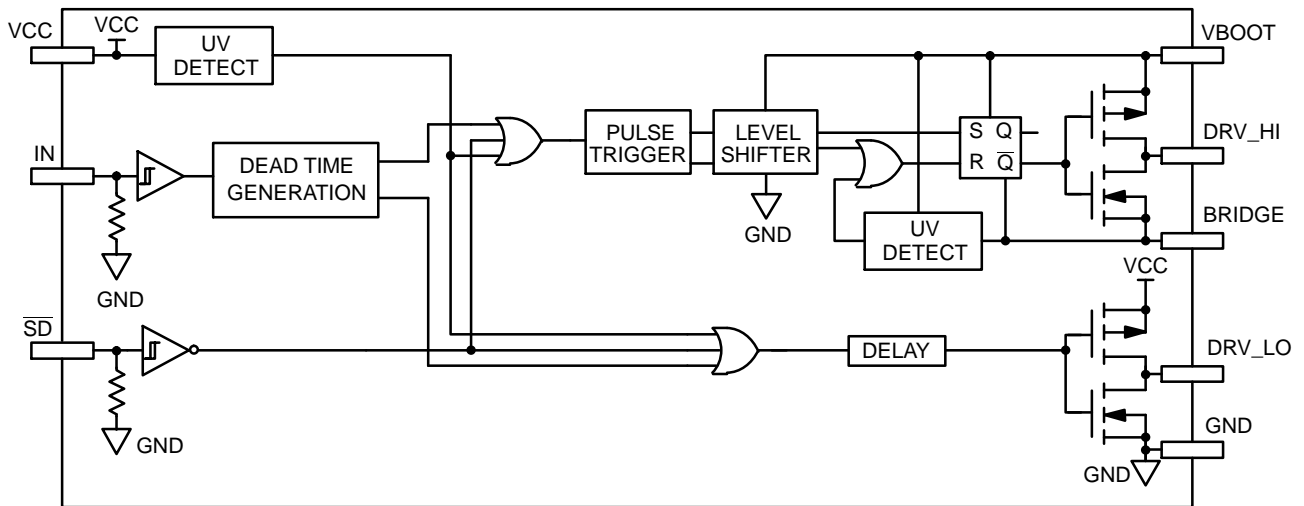 VCC
VCC
UV
DETECT
VBOOT
IN
DEAD TIME
GENERATION
PULSE
TRIGGER
LEVEL
SHIFTER
S Q
R Q̅
DRV_HI
GND
GND
UV
DETECT
BRIDGE
VCC
S̅D̅
GND
DELAY
DRV_LO
GND
GND